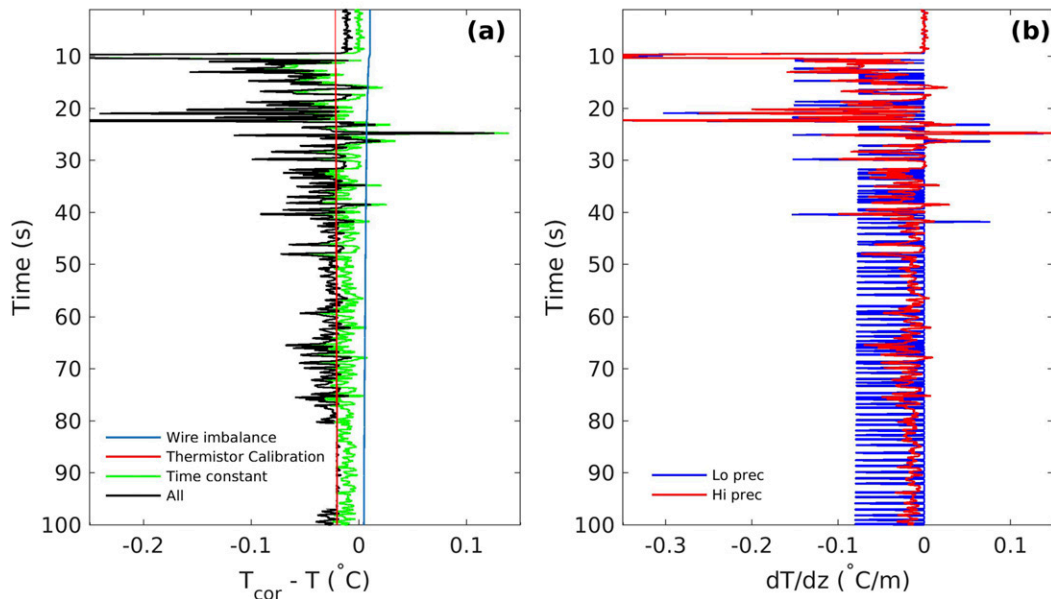 (a)
Time (s)
10
20
30
40
50
60
70
80
90
100
Wire imbalance
Thermistor Calibration
Time constant
All
-0.2
-0.1
0
0.1
T_cor - T (°C)
(b)
Time (s)
10
20
30
40
50
60
70
80
90
100
Lo prec
Hi prec
-0.3
-0.2
-0.1
0
0.1
dT/dz (°C/m)